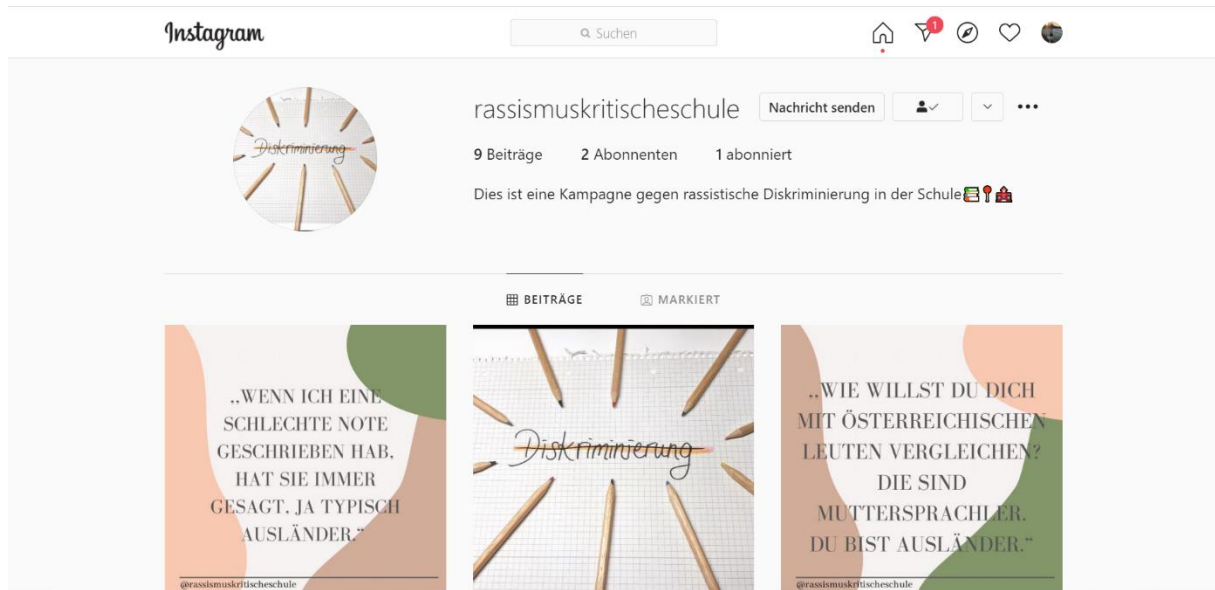 Instagram
Suchen
1
rassismuskritischeschule Nachricht senden
9 Beiträge 2 Abonnenten 1 abonniert
Dies ist eine Kampagne gegen rassistische Diskriminierung in der Schule
Diskriminierung
BEITRÄGE MARKIERT
„WENN ICH EINE
SCHLECHTE NOTE
GESCHRIEBEN HAB,
HAT SIE IMMER
GESAGT, JA TYPISCH
AUSLÄNDER.“
@rassismuskritischeschule
Diskriminierung
„WIE WILLST DU DICH
MIT ÖSTERREICHISCHEN
LEUTEN VERGLEICHEN?
DIE SIND
MUTTERSPRACHLER.
DU BIST AUSLÄNDER.“
@rassismuskritischeschule